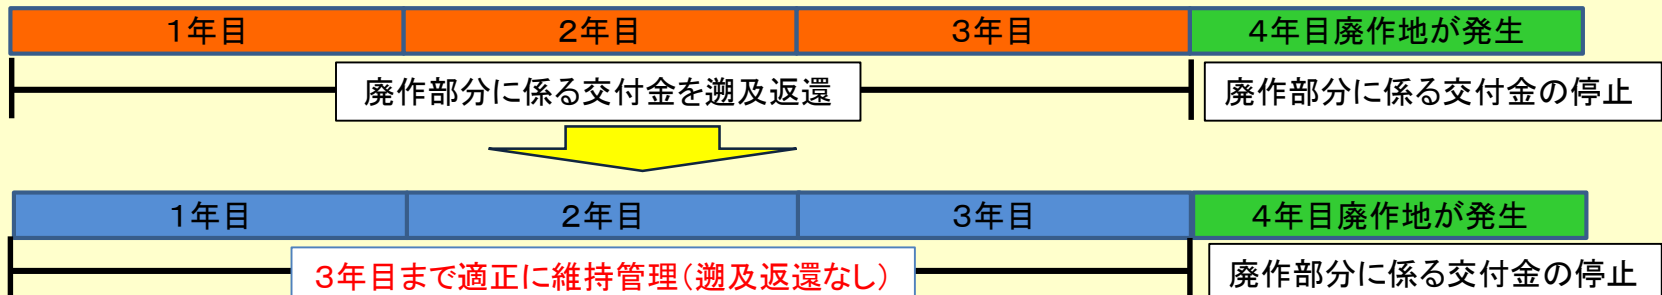 1年目 2年目 3年目 4年目廃作地が発生
廃作部分に係る交付金を遡及返還 廃作部分に係る交付金の停止
1年目 2年目 3年目 4年目廃作地が発生
3年目まで適正に維持管理(遡及返還なし) 廃作部分に係る交付金の停止